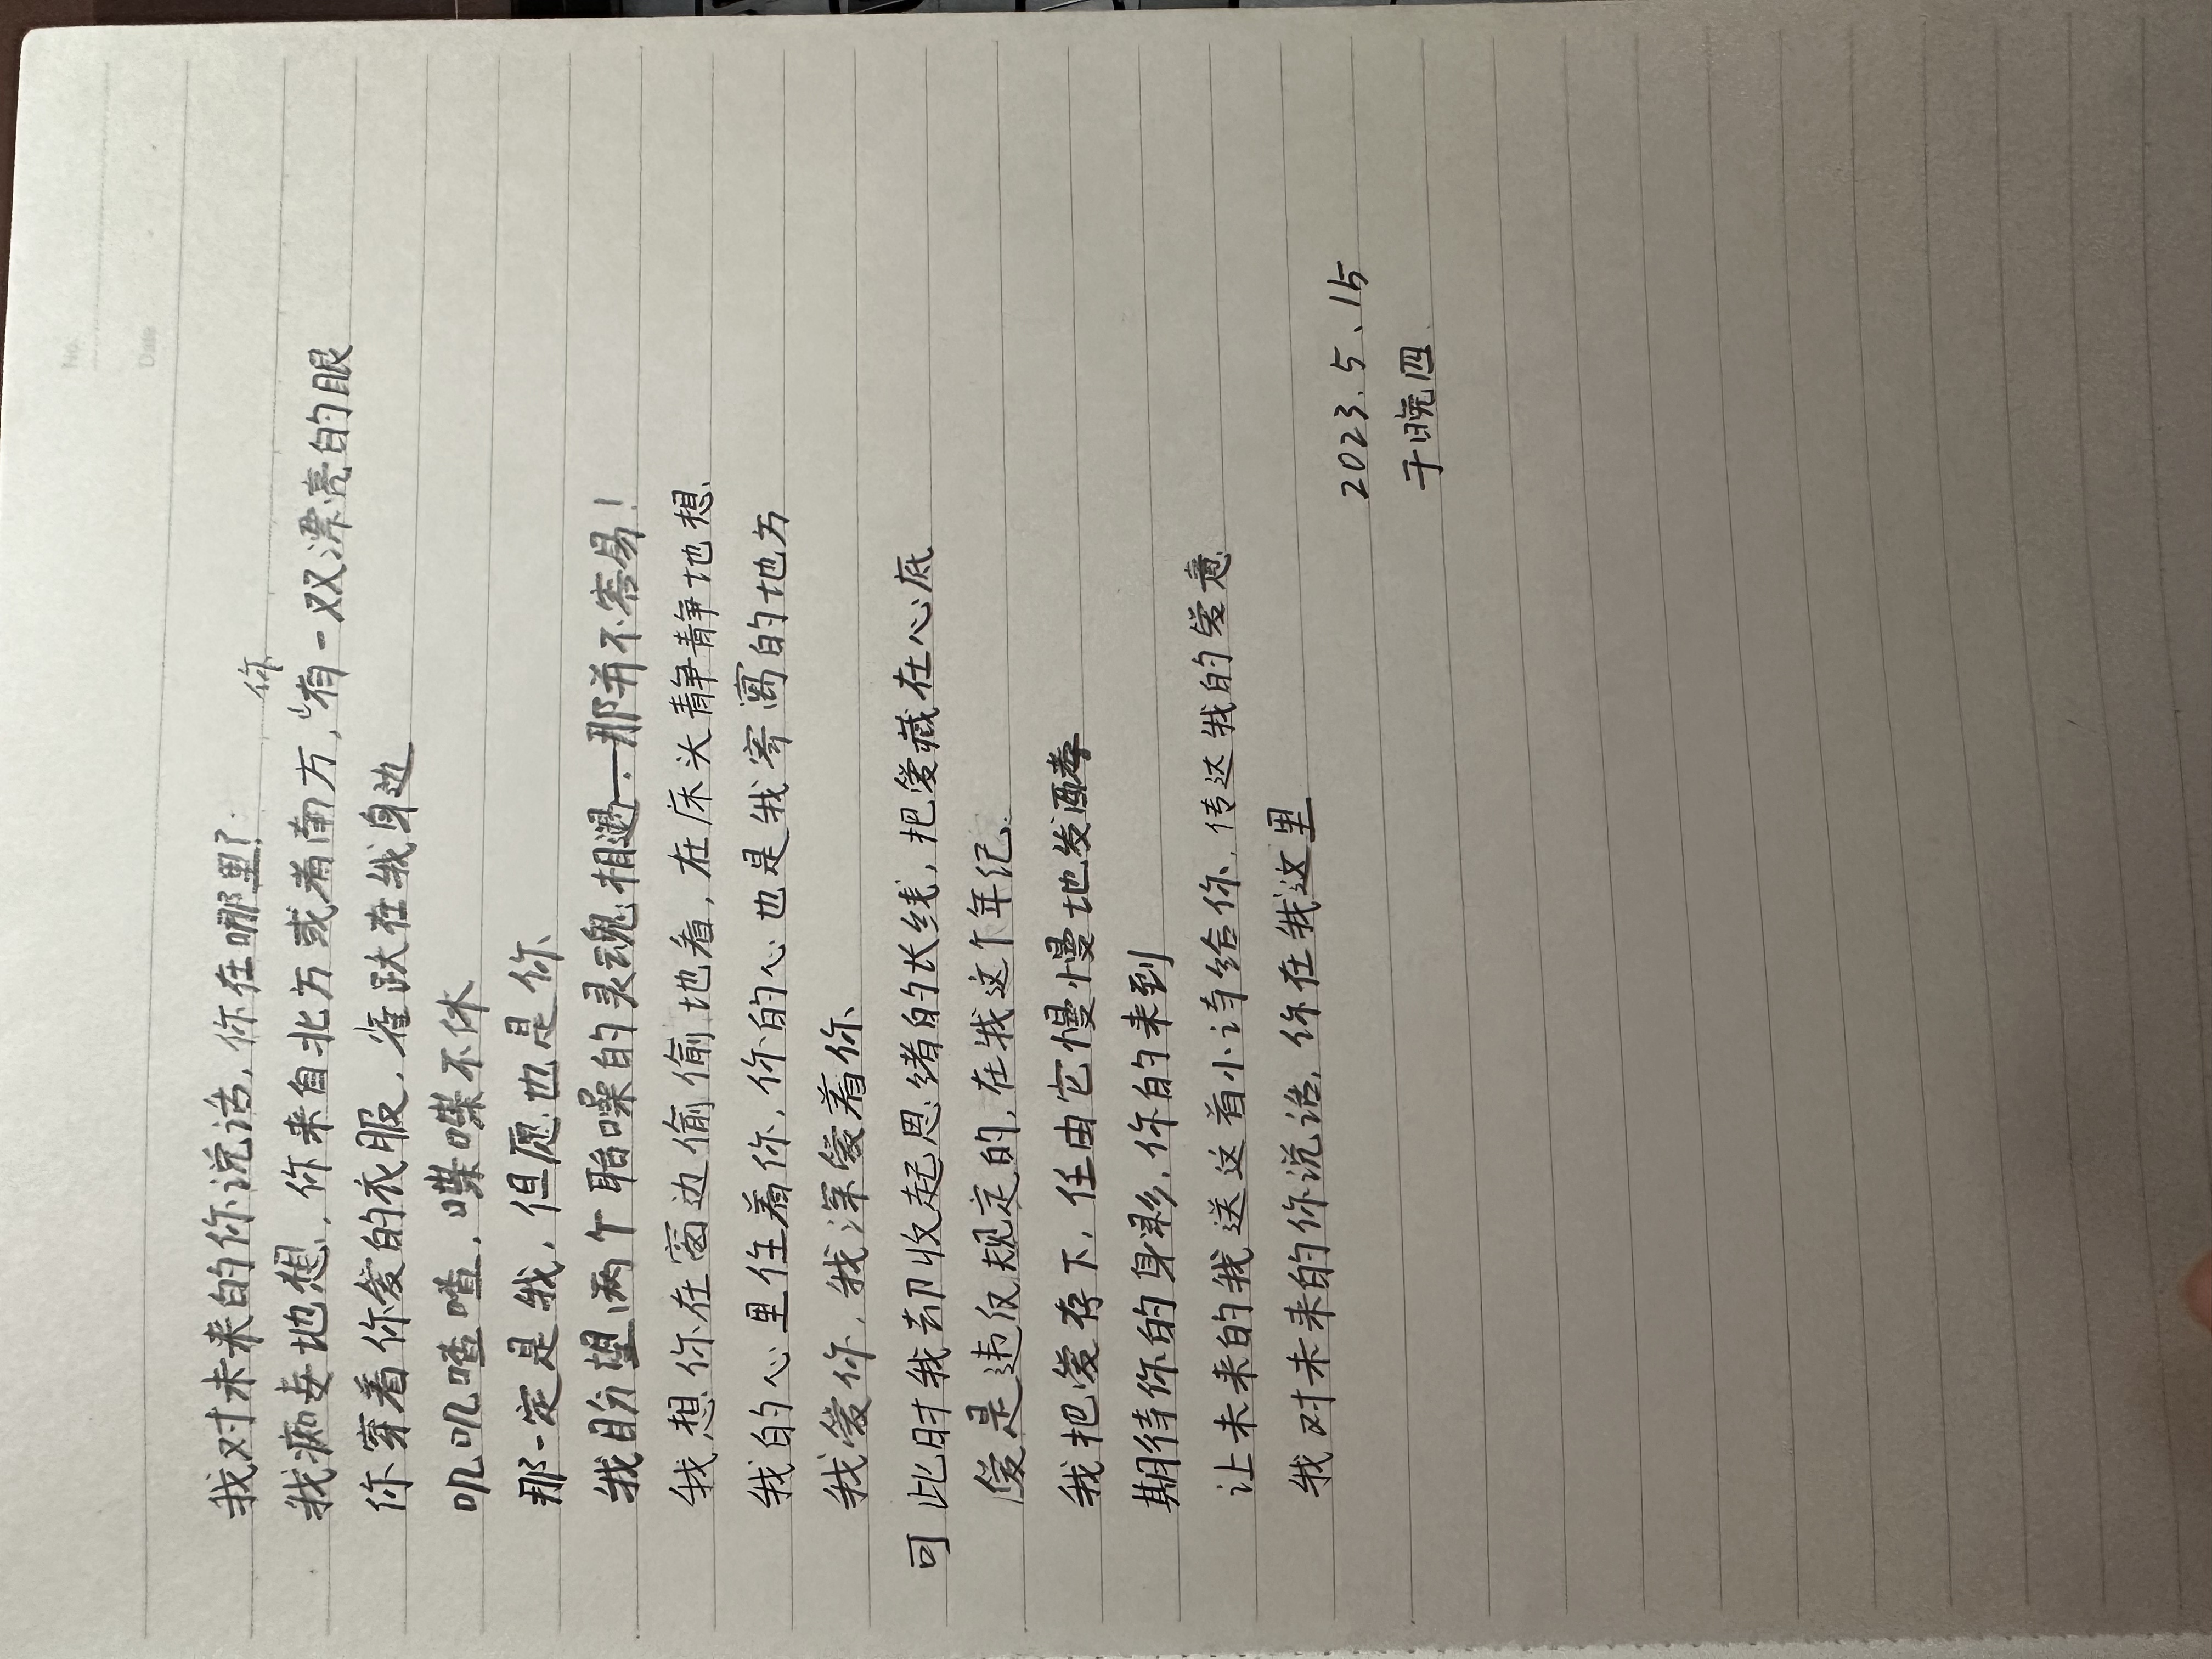 No.
Date
我对未来的你说话，你在哪里？
我痴妄地想，你来自北方或者南方，你有一双漂亮的眼
你穿着你爱的衣服，雀跃在我身边
叽叽喳喳，喋喋不休
那一定是我，但愿也是你
我盼望两个聒噪的灵魂相遇——那并不容易！
我想你在窗边偷偷地看，在床头静静地想
我的心里住着你，你的心也是我寄寓的地方
我爱你，我深爱着你
可此时我却收起思绪的长线，把爱藏在心底
爱是违反规定的，在我这个年纪
我把爱存下，任由它慢慢地发酵
期待你的身影，你的来到
让未来的我送这首小诗给你，传达我的爱意
我对未来的你说话，你在我这里
2023.5、15
于晚四